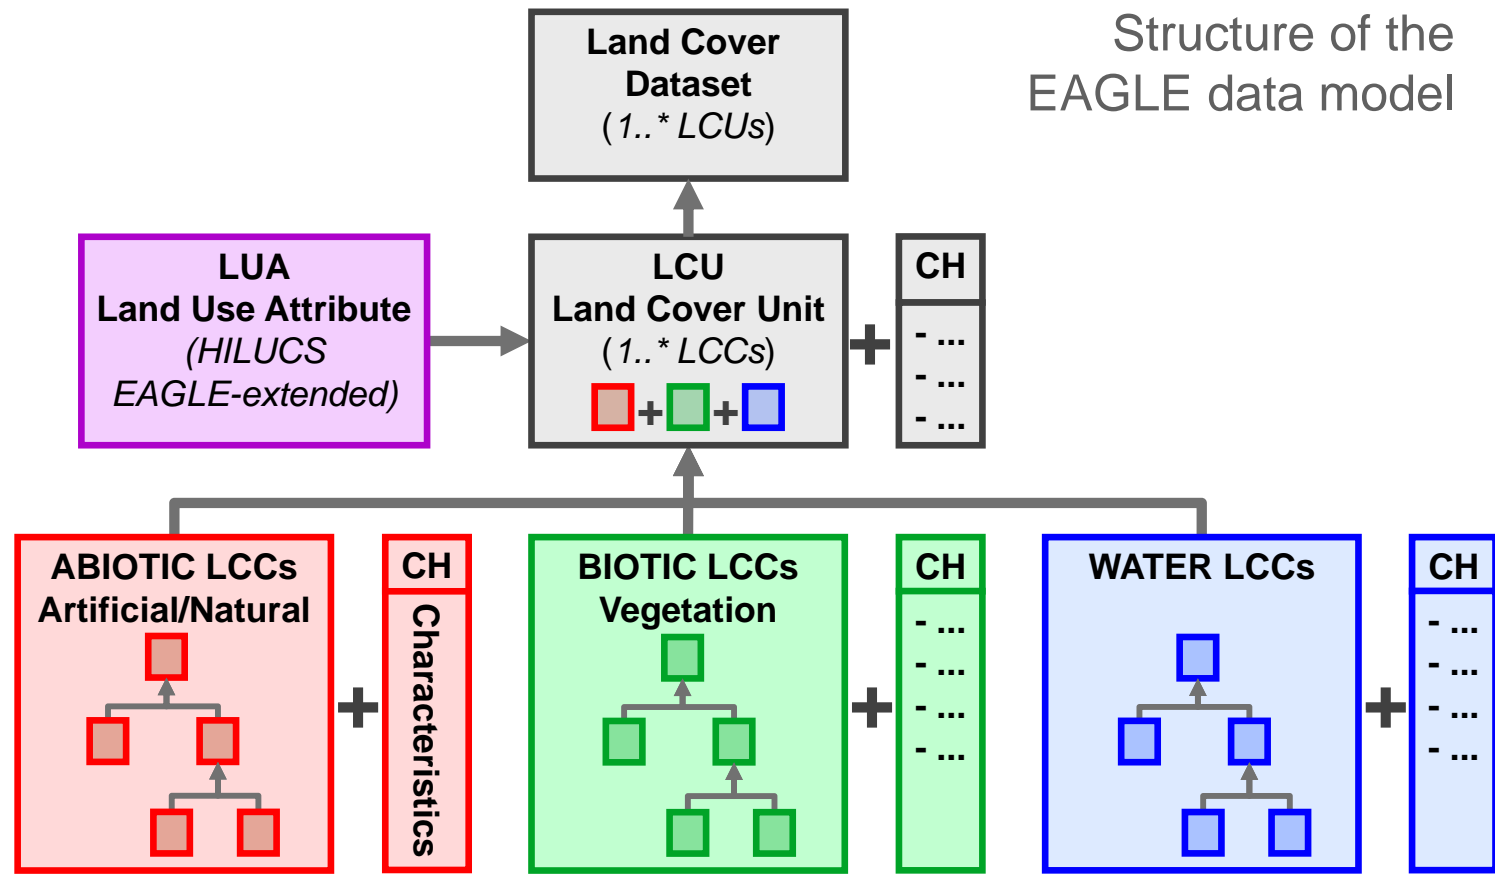 Structure of the
EAGLE data model
Land Cover
Dataset
(1..* LCUs)
LUA
Land Use Attribute
(HILUCS
EAGLE-extended)
LCU
Land Cover Unit
(1..* LCCs)
+ +
+
CH
- ...
- ...
- ...
ABIOTIC LCCs
Artificial/Natural
+
CH
Characteristics
BIOTIC LCCs
Vegetation
+
CH
- ...
- ...
- ...
- ...
WATER LCCs
+
CH
- ...
- ...
- ...
- ...